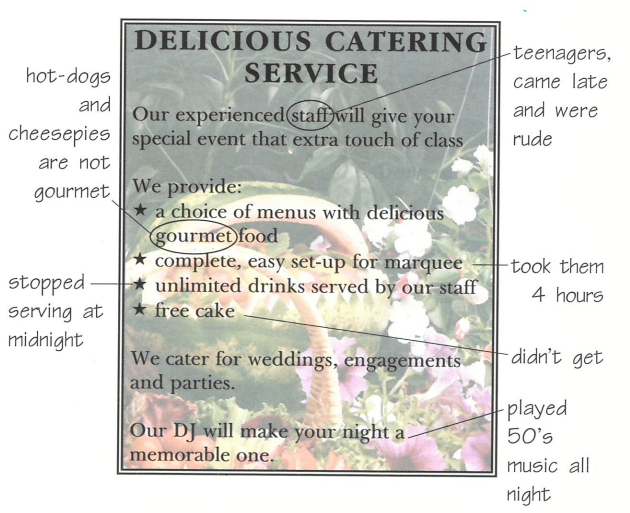 DELICIOUS CATERING
SERVICE
Our experienced staff will give your
special event that extra touch of class
We provide:
★ a choice of menus with delicious
gourmet food
★ complete, easy set-up for marquee
★ unlimited drinks served by our staff
★ free cake
We cater for weddings, engagements
and parties.
Our DJ will make your night a
memorable one.
hot-dogs
and
cheesepies
are not
gourmet
stopped
serving at
midnight
teenagers,
came late
and were
rude
took them
4 hours
didn't get
played
50's
music all
night